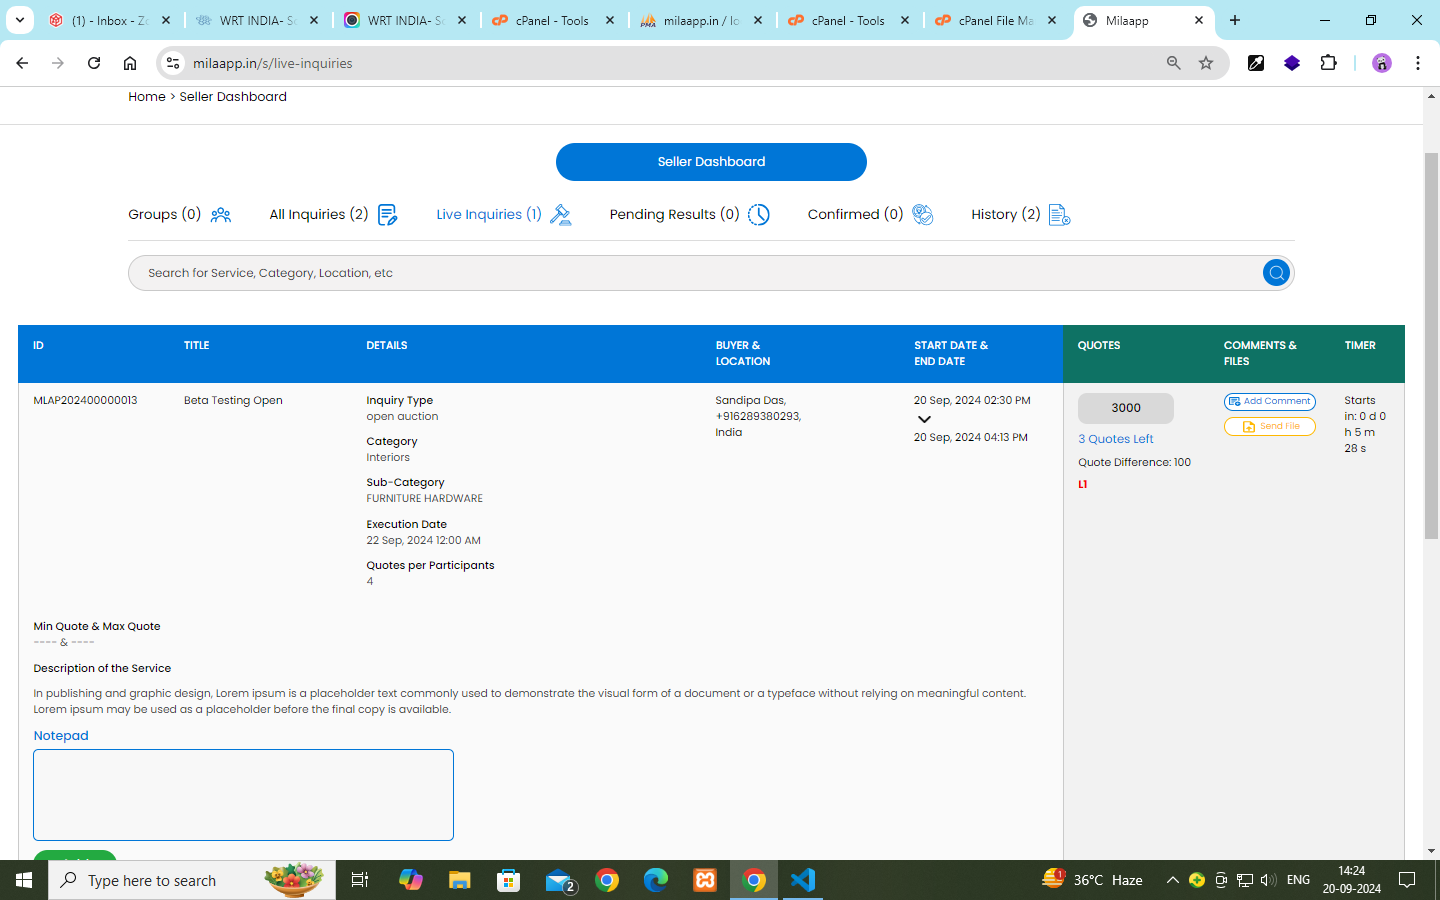 (1) - Inbox - Zo
WRT INDIA- So
WRT INDIA- So
cPanel - Tools
milaapp.in / lo
cPanel - Tools
cPanel File Ma
Milaapp
milaapp.in/s/live-inquiries
Home > Seller Dashboard
Seller Dashboard
Groups (0)
All Inquiries (2)
Live Inquiries (1)
Pending Results (0)
Confirmed (0)
History (2)
Search for Service, Category, Location, etc
ID
TITLE
DETAILS
BUYER &
LOCATION
START DATE &
END DATE
QUOTES
COMMENTS &
FILES
TIMER
MLAP202400000013
Beta Testing Open
Inquiry Type
open auction
Category
Interiors
Sub-Category
FURNITURE HARDWARE
Execution Date
22 Sep, 2024 12:00 AM
Quotes per Participants
4
Sandipa Das,
+916289380293,
India
20 Sep, 2024 02:30 PM
20 Sep, 2024 04:13 PM
3000
3 Quotes Left
Quote Difference: 100
L1
Add Comment
Send File
Starts
in: 0 d 0
h 5 m
28 s
Min Quote & Max Quote
---- & ----
Description of the Service
In publishing and graphic design, Lorem ipsum is a placeholder text commonly used to demonstrate the visual form of a document or a typeface without relying on meaningful content.
Lorem ipsum may be used as a placeholder before the final copy is available.
Notepad
Type here to search
2
1
36°C Haze
ENG
14:24
20-09-2024